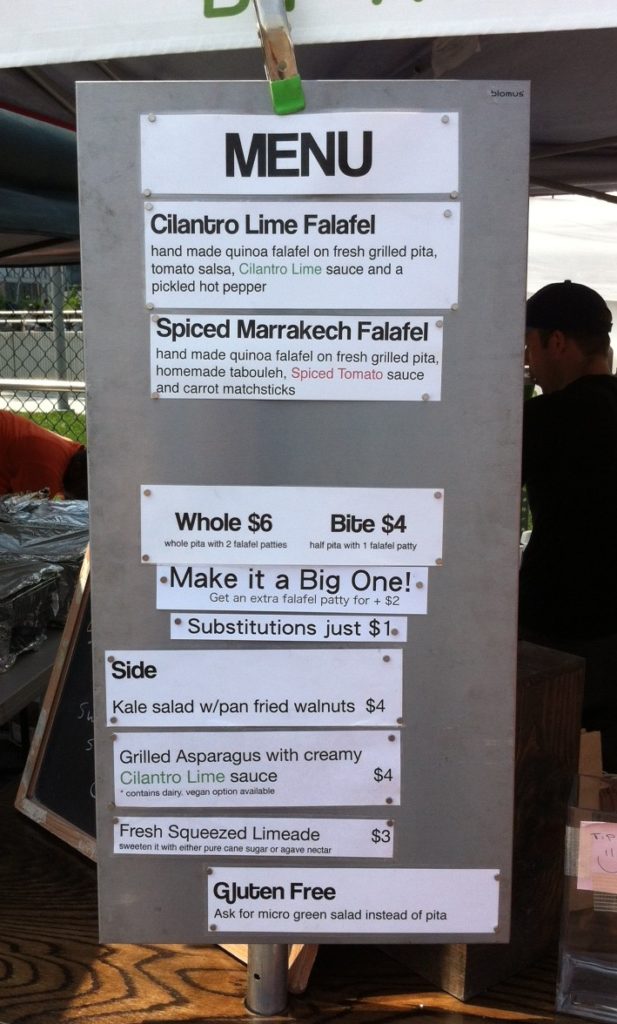 blomus
MENU
Cilantro Lime Falafel
hand made quinoa falafel on fresh grilled pita,
tomato salsa, Cilantro Lime sauce and a
pickled hot pepper
Spiced Marrakech Falafel
hand made quinoa falafel on fresh grilled pita,
homemade tabouleh, Spiced Tomato sauce
and carrot matchsticks
Whole $6 Bite $4
whole pita with 2 falafel patties half pita with 1 falafel patty
Make it a Big One!
Get an extra falafel patty for + $2
Substitutions just $1
Side
Kale salad w/pan fried walnuts $4
Grilled Asparagus with creamy
Cilantro Lime sauce $4
* contains dairy. vegan option available
Fresh Squeezed Limeade $3
sweeten it with either pure cane sugar or agave nectar
Gluten Free
Ask for micro green salad instead of pita